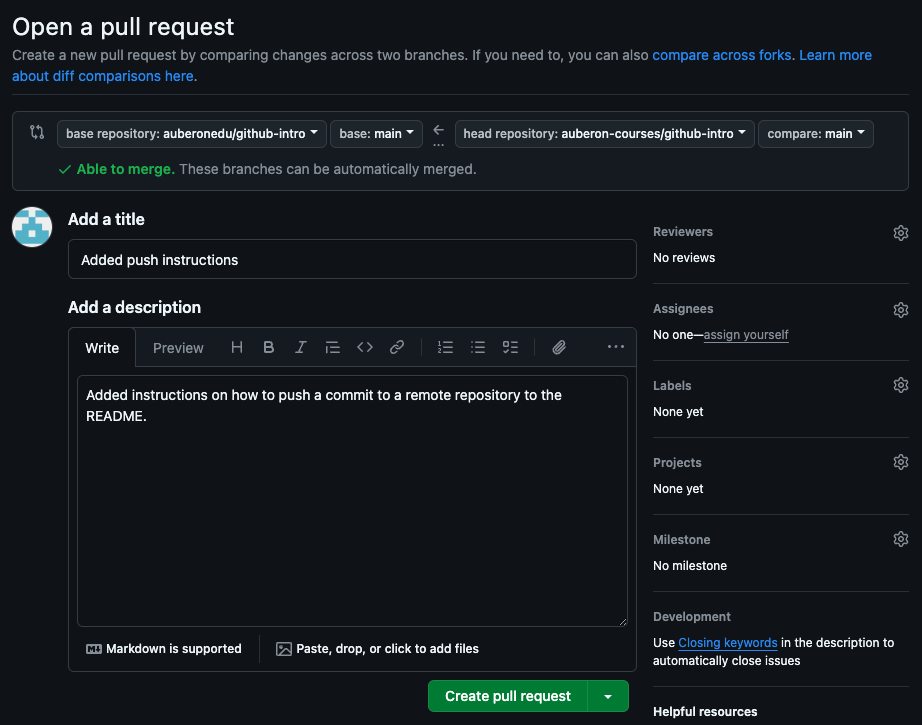 Open a pull request
Create a new pull request by comparing changes across two branches. If you need to, you can also compare across forks. Learn more
about diff comparisons here.
base repository: auberonedu/github-intro base: main ← head repository: auberon-courses/github-intro compare: main
...
Able to merge. These branches can be automatically merged.
Add a title
Added push instructions
Add a description
Write Preview H B I <> ...
Added instructions on how to push a commit to a remote repository to the
README.
Markdown is supported Paste, drop, or click to add files
Create pull request
Reviewers
No reviews
Assignees
No one—assign yourself
Labels
None yet
Projects
None yet
Milestone
No milestone
Development
Use Closing keywords in the description to
automatically close issues
Helpful resources